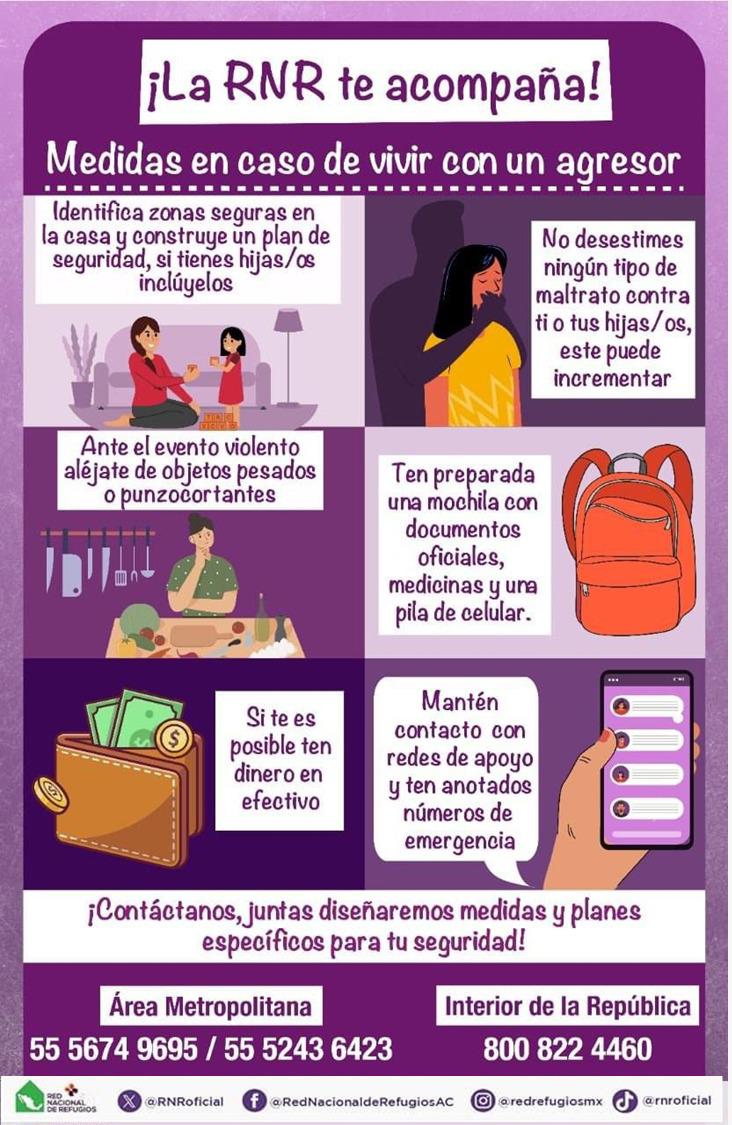 ¡La RNR te acompaña!
Medidas en caso de vivir con un agresor
Identifica zonas seguras en
la casa y construye un plan de
seguridad, si tienes hijas/os
inclúyelos
No desestimes
ningún tipo de
maltrato contra
ti o tus hijas/os,
este puede
incrementar
Ante el evento violento
aléjate de objetos pesados
o punzocortantes
Ten preparada
una mochila con
documentos
oficiales,
medicinas y una
pila de celular.
Si te es
posible ten
dinero en
efectivo
Mantén
contacto con
redes de apoyo
y ten anotados
números de
emergencia
¡Contáctanos, juntas diseñaremos medidas y planes
específicos para tu seguridad!
Área Metropolitana
55 5674 9695 / 55 5243 6423
Interior de la República
800 822 4460
RED
NACIONAL
DE REFUGIOS
@RNRoficial
@RedNacionaldeRefugiosAC
@redrefugiosmx
@rnroficial